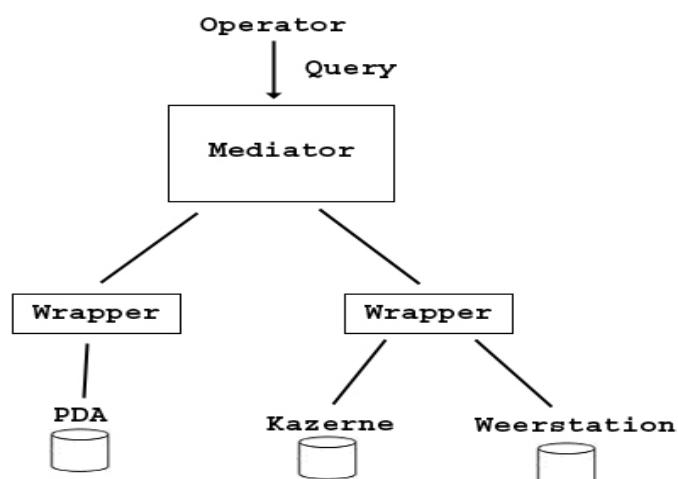 Operator
Query
Mediator
Wrapper
Wrapper
PDA
Kazerne
Weerstation